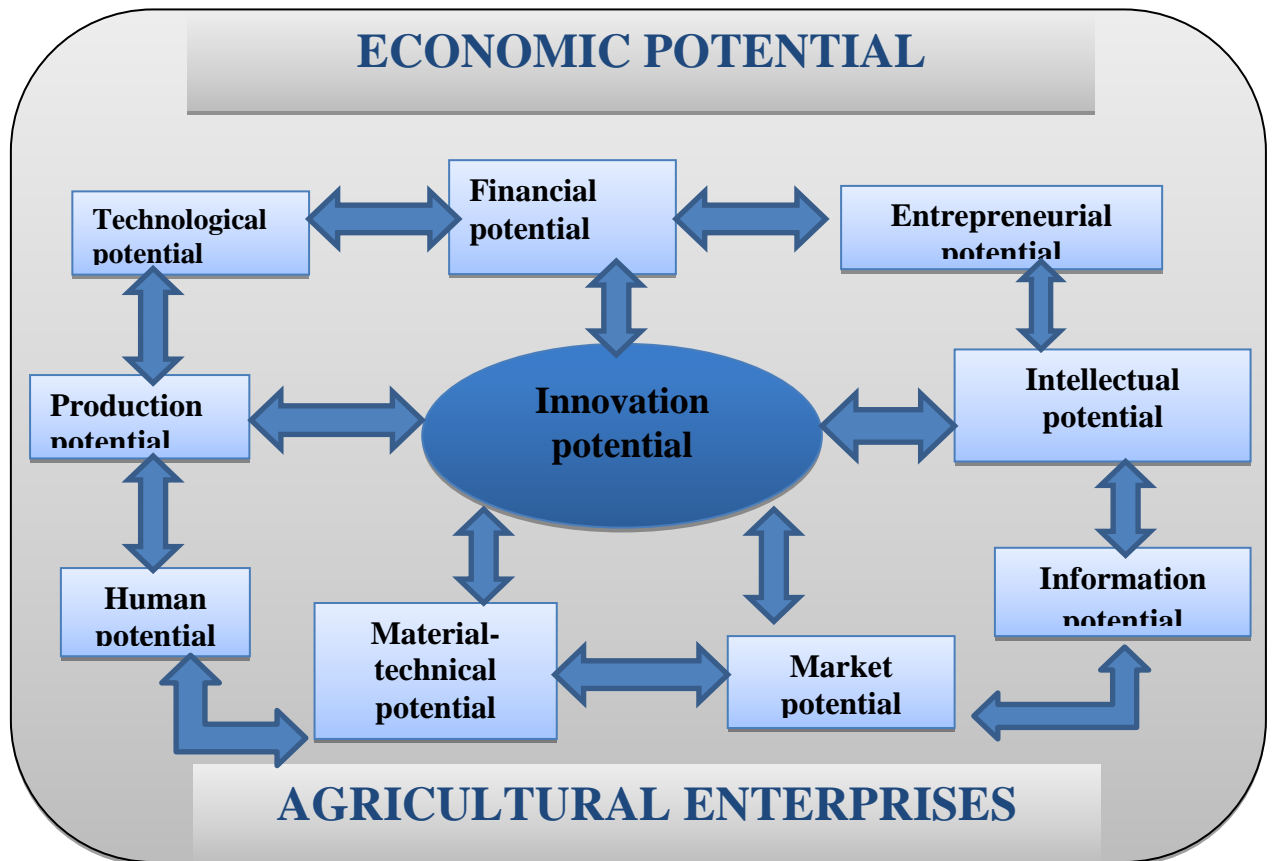 ECONOMIC POTENTIAL
Financial
potential
Technological
potential
Entrepreneurial
potential
Innovation
potential
Intellectual
potential
Production
potential
Human
potential
Material-
technical
potential
Market
potential
Information
potential
AGRICULTURAL ENTERPRISES